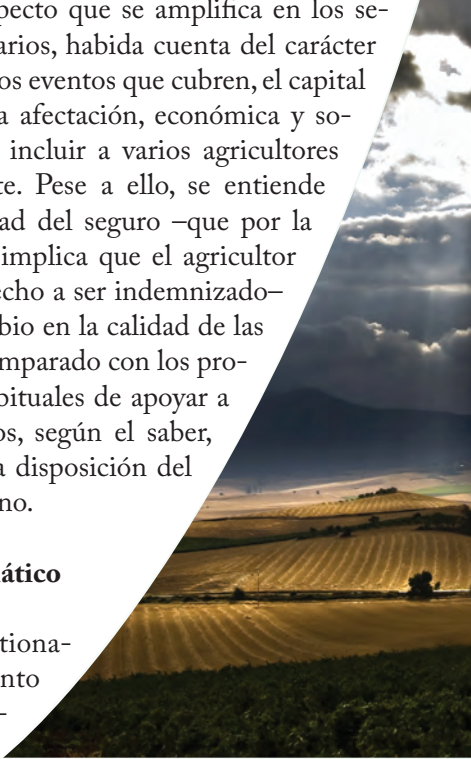 pecto que se amplifica en los se-
arios, habida cuenta del carácter
os eventos que cubren, el capital
a afectación, económica y so-
incluir a varios agricultores
te. Pese a ello, se entiende
ad del seguro –que por la
implica que el agricultor
echo a ser indemnizado–
bio en la calidad de las
mparado con los pro-
bituales de apoyar a
os, según el saber,
a disposición del
no.
ático
tiona-
nto
-